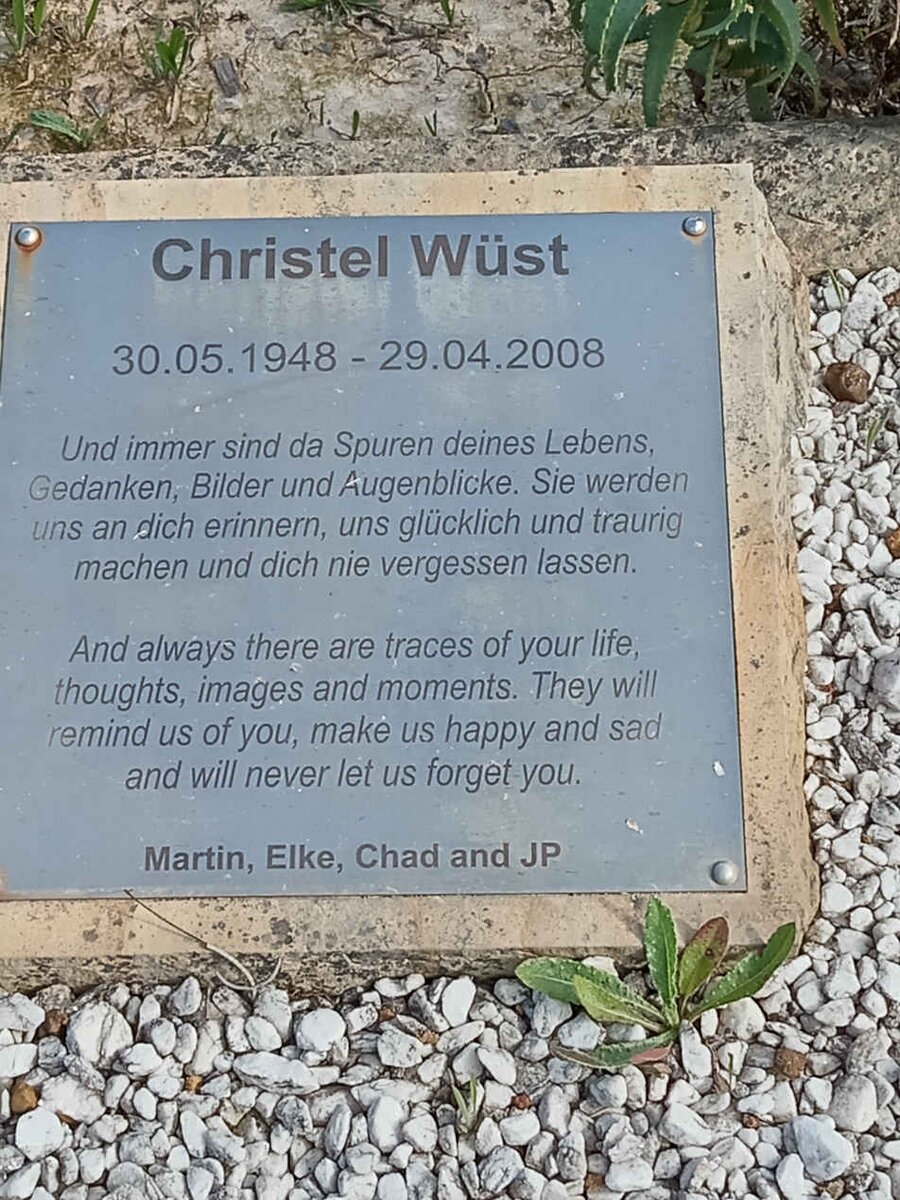 Christel Wüst
30.05.1948 - 29.04.2008
Und immer sind da Spuren deines Lebens,
Gedanken, Bilder und Augenblicke. Sie werden
uns an dich erinnern, uns glücklich und traurig
machen und dich nie vergessen lassen.
And always there are traces of your life,
thoughts, images and moments. They will
remind us of you, make us happy and sad
and will never let us forget you.
Martin, Elke, Chad and JP